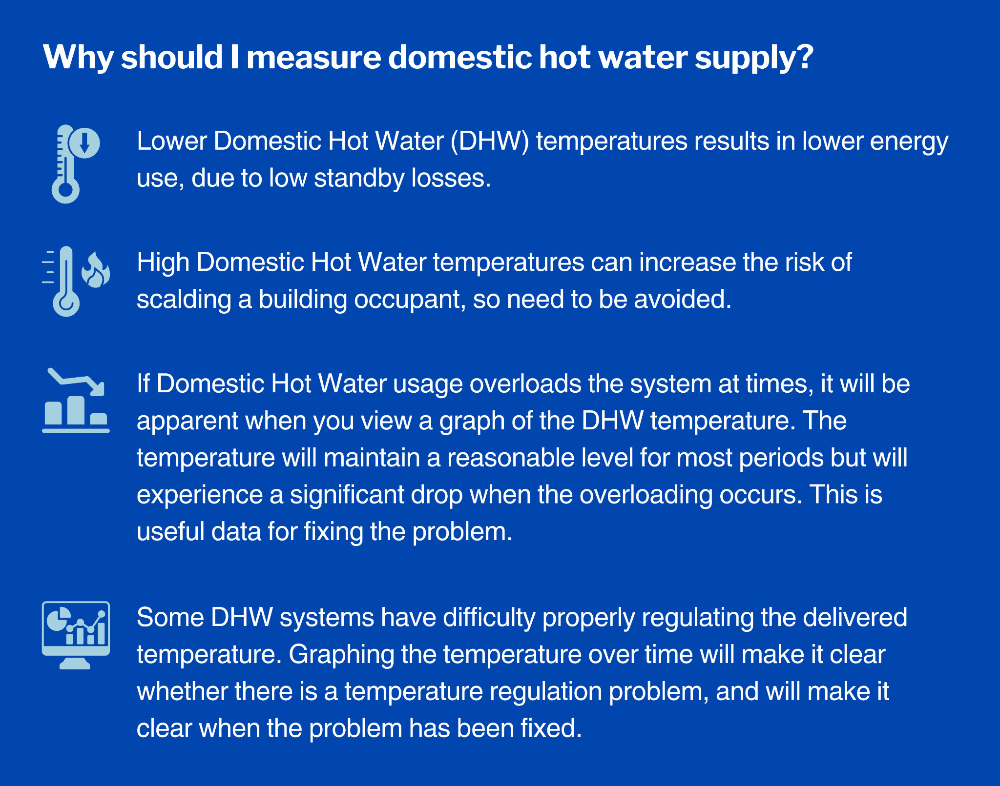 Why should I measure domestic hot water supply?
Lower Domestic Hot Water (DHW) temperatures results in lower energy
use, due to low standby losses.
High Domestic Hot Water temperatures can increase the risk of
scalding a building occupant, so need to be avoided.
If Domestic Hot Water usage overloads the system at times, it will be
apparent when you view a graph of the DHW temperature. The
temperature will maintain a reasonable level for most periods but will
experience a significant drop when the overloading occurs. This is
useful data for fixing the problem.
Some DHW systems have difficulty properly regulating the delivered
temperature. Graphing the temperature over time will make it clear
whether there is a temperature regulation problem, and will make it
clear when the problem has been fixed.